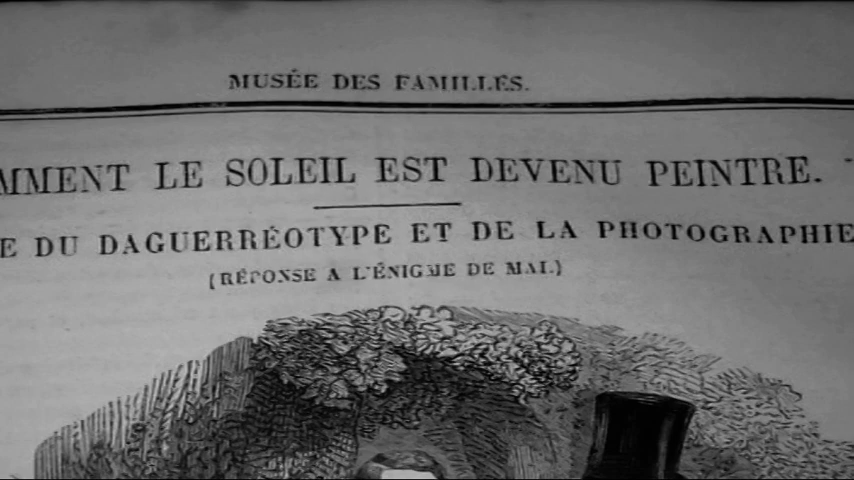 MUSÉE DES FAMILLES.
MMENT LE SOLEIL EST DEVENU PEINTRE.
E DU DAGUERRÉOTYPE ET DE LA PHOTOGRAPHIE
(RÉPONSE A L'ÉNIGME DE MAI.)